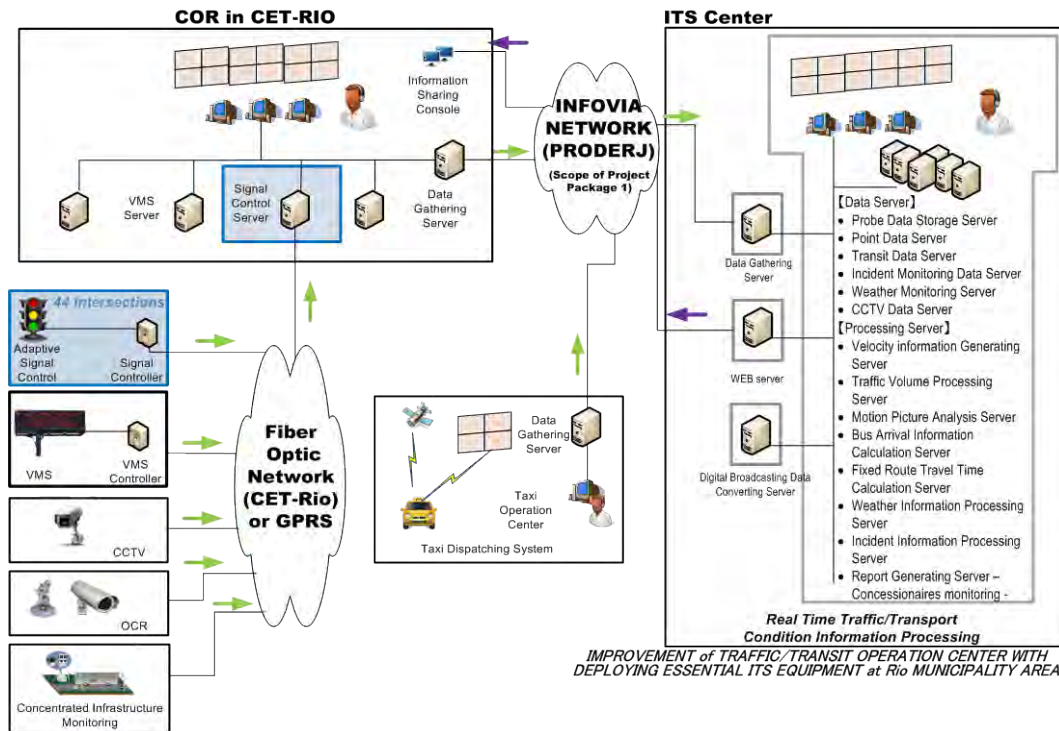 COR in CET-RIO
Information
Sharing
Console
VMS
Server
Signal
Control
Server
Data
Gathering
Server
INFOVIA
NETWORK
(PRODERJ)
(Scope of Project
Package 1)
ITS Center
Data Gathering
Server
WEB server
Digital Broadcasting Data
Converting Server
【Data Server】
• Probe Data Storage Server
• Point Data Server
• Transit Data Server
• Incident Monitoring Data Server
• Weather Monitoring Server
• CCTV Data Server
【Processing Server】
• Velocity information Generating
Server
• Traffic Volume Processing
Server
• Motion Picture Analysis Server
• Bus Arrival Information
Calculation Server
• Fixed Route Travel Time
Calculation Server
• Weather Information Processing
Server
• Incident Information Processing
Server
• Report Generating Server –
Concessionaires monitoring -
Real Time Traffic/Transport
Condition Information Processing
44 Intersections
Adaptive
Signal
Control
Signal
Controller
VMS
VMS
Controller
CCTV
OCR
Concentrated Infrastructure
Monitoring
Fiber
Optic
Network
(CET-Rio)
or GPRS
Data
Gathering
Server
Taxi
Operation
Center
Taxi Dispatching System
IMPROVEMENT of TRAFFIC/TRANSIT OPERATION CENTER WITH
DEPLOYING ESSENTIAL ITS EQUIPMENT at Rio MUNICIPALITY AREA